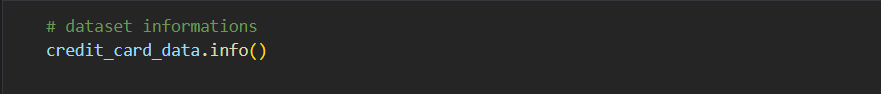 # dataset informations
credit_card_data.info()